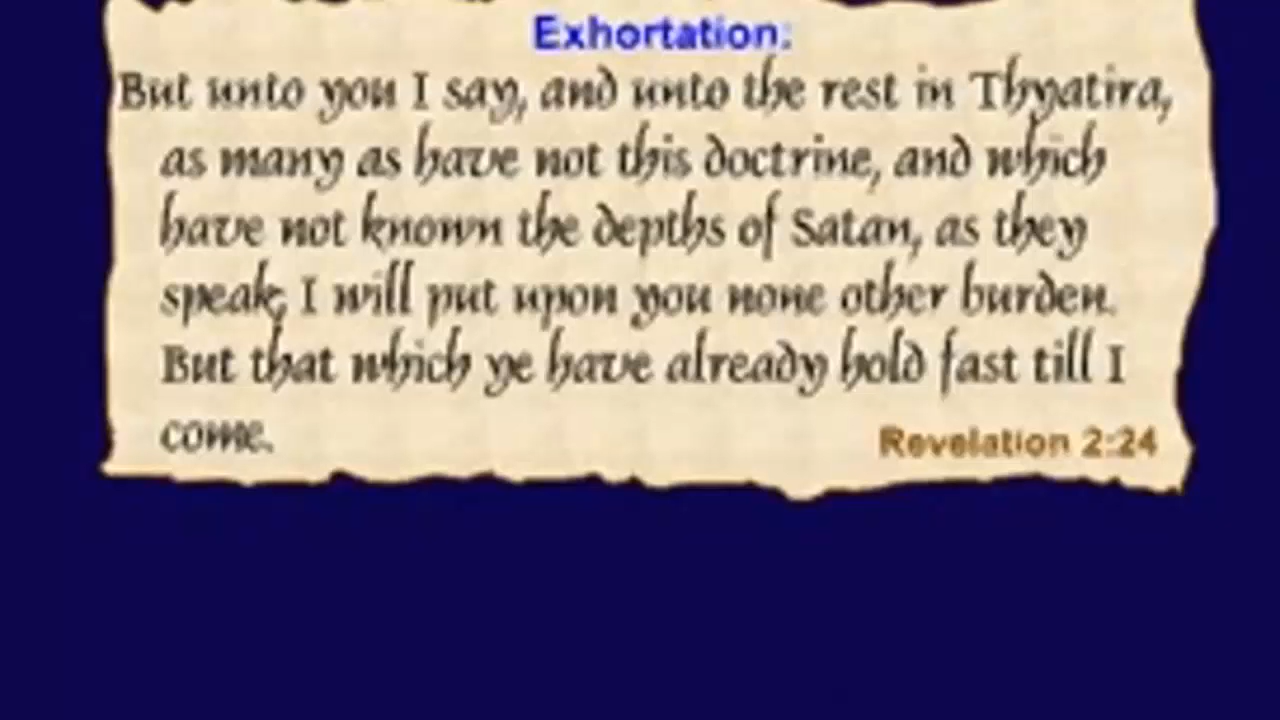 Exhortation:
But unto you I say, and unto the rest in Thyatira,
as many as have not this doctrine, and which
have not known the depths of Satan, as they
speak; I will put upon you none other burden.
But that which ye have already hold fast till I
come.
Revelation 2:24